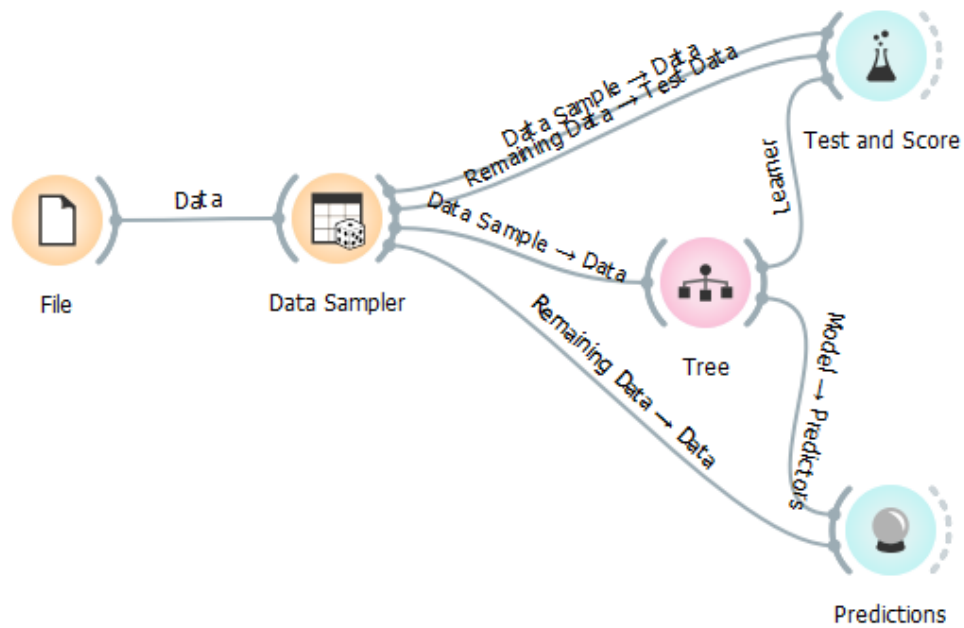 Data Sample → Data
Remaining Data → Test Data
Test and Score
Learner
Data
File
Data Sampler
Data Sample → Data
Tree
Remaining Data → Data
Model → Predictors
Predictions